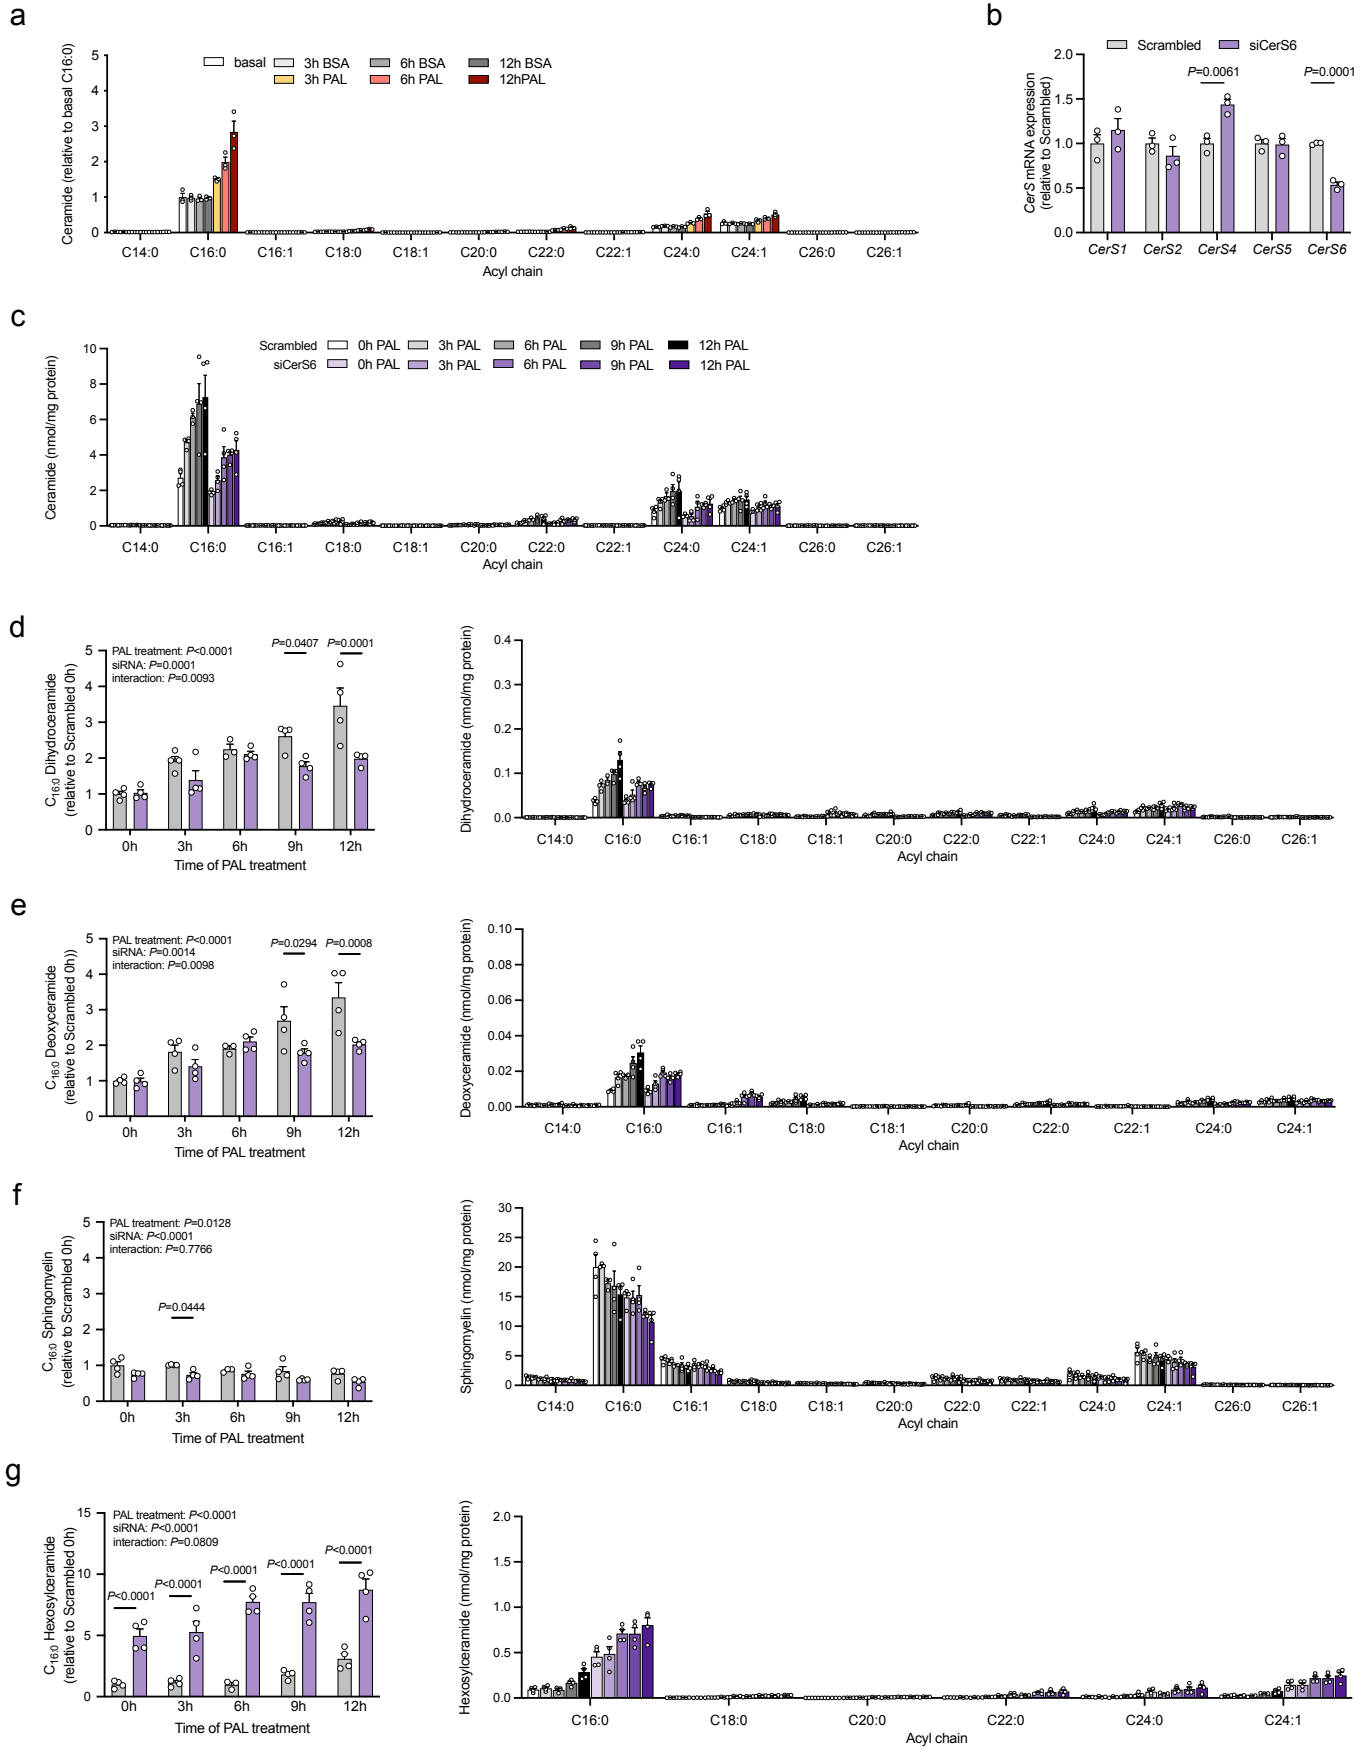 a
Ceramide (relative to basal C16:0)
5
4
3
2
1
0
basal 3h BSA 6h BSA 12h BSA
3h PAL 6h PAL 12hPAL
C14:0 C16:0 C16:1 C18:0 C18:1 C20:0 C22:0 C22:1 C24:0 C24:1 C26:0 C26:1
Acyl chain
b
Scrambled siCerS6
CerS mRNA expression
(relative to Scrambled)
2.0
1.5
1.0
0.5
0.0
P=0.0061 P=0.0001
CerS1 CerS2 CerS4 CerS5 CerS6
c
Ceramide (nmol/mg protein)
10
8
6
4
2
0
Scrambled 0h PAL 3h PAL 6h PAL 9h PAL 12h PAL
siCerS6 0h PAL 3h PAL 6h PAL 9h PAL 12h PAL
C14:0 C16:0 C16:1 C18:0 C18:1 C20:0 C22:0 C22:1 C24:0 C24:1 C26:0 C26:1
Acyl chain
d
C16:0 Dihydroceramide
(relative to Scrambled 0h)
5
4
3
2
1
0
PAL treatment: P<0.0001
siRNA: P=0.0001
interaction: P=0.0093
P=0.0407 P=0.0001
0h 3h 6h 9h 12h
Time of PAL treatment
Dihydroceramide (nmol/mg protein)
0.4
0.3
0.2
0.1
0.0
C14:0 C16:0 C16:1 C18:0 C18:1 C20:0 C22:0 C22:1 C24:0 C24:1 C26:0 C26:1
Acyl chain
e
C16:0 Deoxyceramide
(relative to Scrambled 0h))
5
4
3
2
1
0
PAL treatment: P<0.0001
siRNA: P=0.0014
interaction: P=0.0098
P=0.0294 P=0.0008
0h 3h 6h 9h 12h
Time of PAL treatment
Deoxyceramide (nmol/mg protein)
0.10
0.08
0.06
0.04
0.02
0.00
C14:0 C16:0 C16:1 C18:0 C18:1 C20:0 C22:0 C22:1 C24:0 C24:1
Acyl chain
f
C16:0 Sphingomyelin
(relative to Scrambled 0h)
5
4
3
2
1
0
PAL treatment: P=0.0128
siRNA: P<0.0001
interaction: P=0.7766
P=0.0444
0h 3h 6h 9h 12h
Time of PAL treatment
Sphingomyelin (nmol/mg protein)
30
25
20
15
10
5
0
C14:0 C16:0 C16:1 C18:0 C18:1 C20:0 C22:0 C22:1 C24:0 C24:1 C26:0 C26:1
Acyl chain
g
C16:0 Hexosylceramide
(relative to Scrambled 0h)
15
10
5
0
PAL treatment: P<0.0001
siRNA: P<0.0001
interaction: P=0.0809
P<0.0001 P<0.0001 P<0.0001 P<0.0001 P<0.0001
0h 3h 6h 9h 12h
Time of PAL treatment
Hexosylceramide (nmol/mg protein)
2.0
1.5
1.0
0.5
0.0
C16:0 C18:0 C20:0 C22:0 C24:0 C24:1
Acyl chain